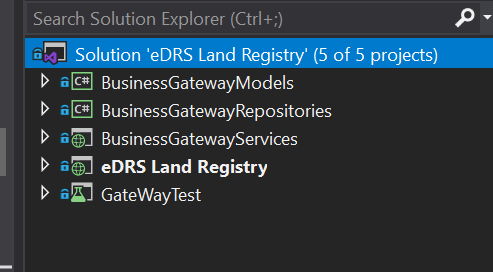 Search Solution Explorer (Ctrl+;)
Solution 'eDRS Land Registry' (5 of 5 projects)
C# BusinessGatewayModels
C# BusinessGatewayRepositories
BusinessGatewayServices
eDRS Land Registry
GateWayTest